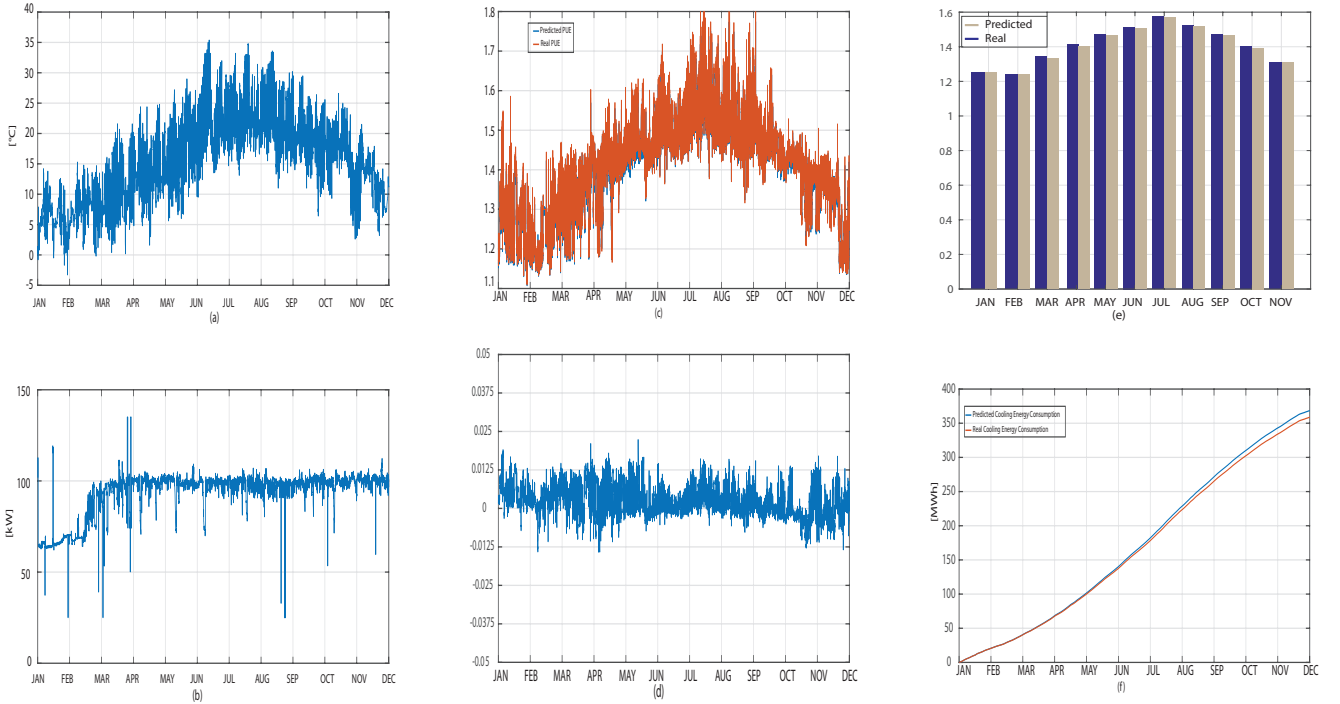 40
35
30
25
20
15
10
5
0
-5
[°C]
JAN FEB MAR APR MAY JUN JUL AUG SEP OCT NOV DEC
(a)
1.8
1.7
1.6
1.5
1.4
1.3
1.2
1.1
Predicted PUE
Real PUE
JAN FEB MAR APR MAY JUN JUL AUG SEP OCT NOV DEC
(c)
1.6
1.4
1.2
1
0.8
0.6
0.4
0.2
0
Predicted
Real
JAN FEB MAR APR MAY JUN JUL AUG SEP OCT NOV
(e)
150
100
50
0
[kW]
JAN FEB MAR APR MAY JUN JUL AUG SEP OCT NOV DEC
(b)
0.05
0.0375
0.025
0.0125
0
-0.0125
-0.025
-0.0375
-0.05
JAN FEB MAR APR MAY JUN JUL AUG SEP OCT NOV DEC
(d)
400
350
300
250
200
150
100
50
0
[MWh]
Predicted Cooling Energy Consumption
Real Cooling Energy Consumption
JAN FEB MAR APR MAY JUN JUL AUG SEP OCT NOV DEC
(f)